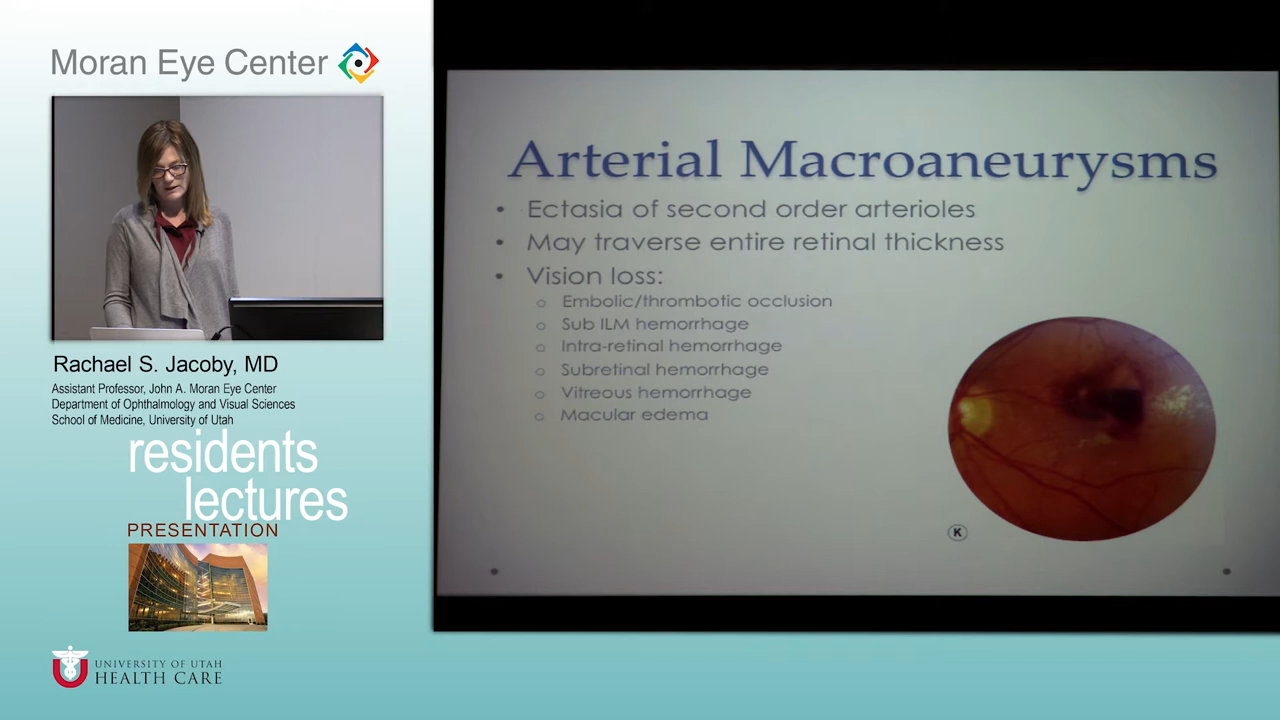 Moran Eye Center
Rachael S. Jacoby, MD
Assistant Professor, John A. Moran Eye Center
Department of Ophthalmology and Visual Sciences
School of Medicine, University of Utah
residents
lectures
PRESENTATION
UNIVERSITY OF UTAH
HEALTH CARE
Arterial Macroaneurysms
• Ectasia of second order arterioles
• May traverse entire retinal thickness
• Vision loss:
o Embolic/thrombotic occlusion
o Sub ILM hemorrhage
o Intra-retinal hemorrhage
o Subretinal hemorrhage
o Vitreous hemorrhage
o Macular edema
K